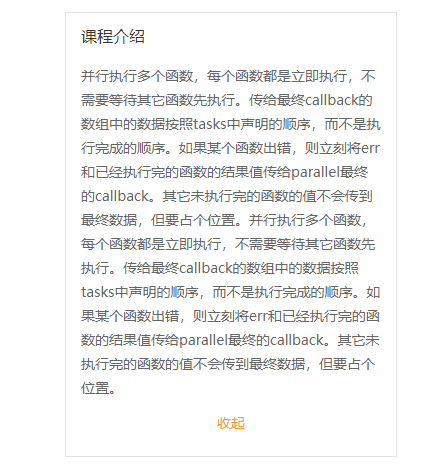 课程介绍
并行执行多个函数，每个函数都是立即执行，不
需要等待其它函数先执行。传给最终callback的
数组中的数据按照tasks中声明的顺序，而不是执
行完成的顺序。如果某个函数出错，则立刻将err
和已经执行完的函数的结果值传给parallel最终
的callback。其它未执行完的函数的值不会传到
最终数据，但要占个位置。并行执行多个函数，
每个函数都是立即执行，不需要等待其它函数先
执行。传给最终callback的数组中的数据按照
tasks中声明的顺序，而不是执行完成的顺序。如
果某个函数出错，则立刻将err和已经执行完的函
数的结果值传给parallel最终的callback。其它未
执行完的函数的值不会传到最终数据，但要占个
位置。
收起